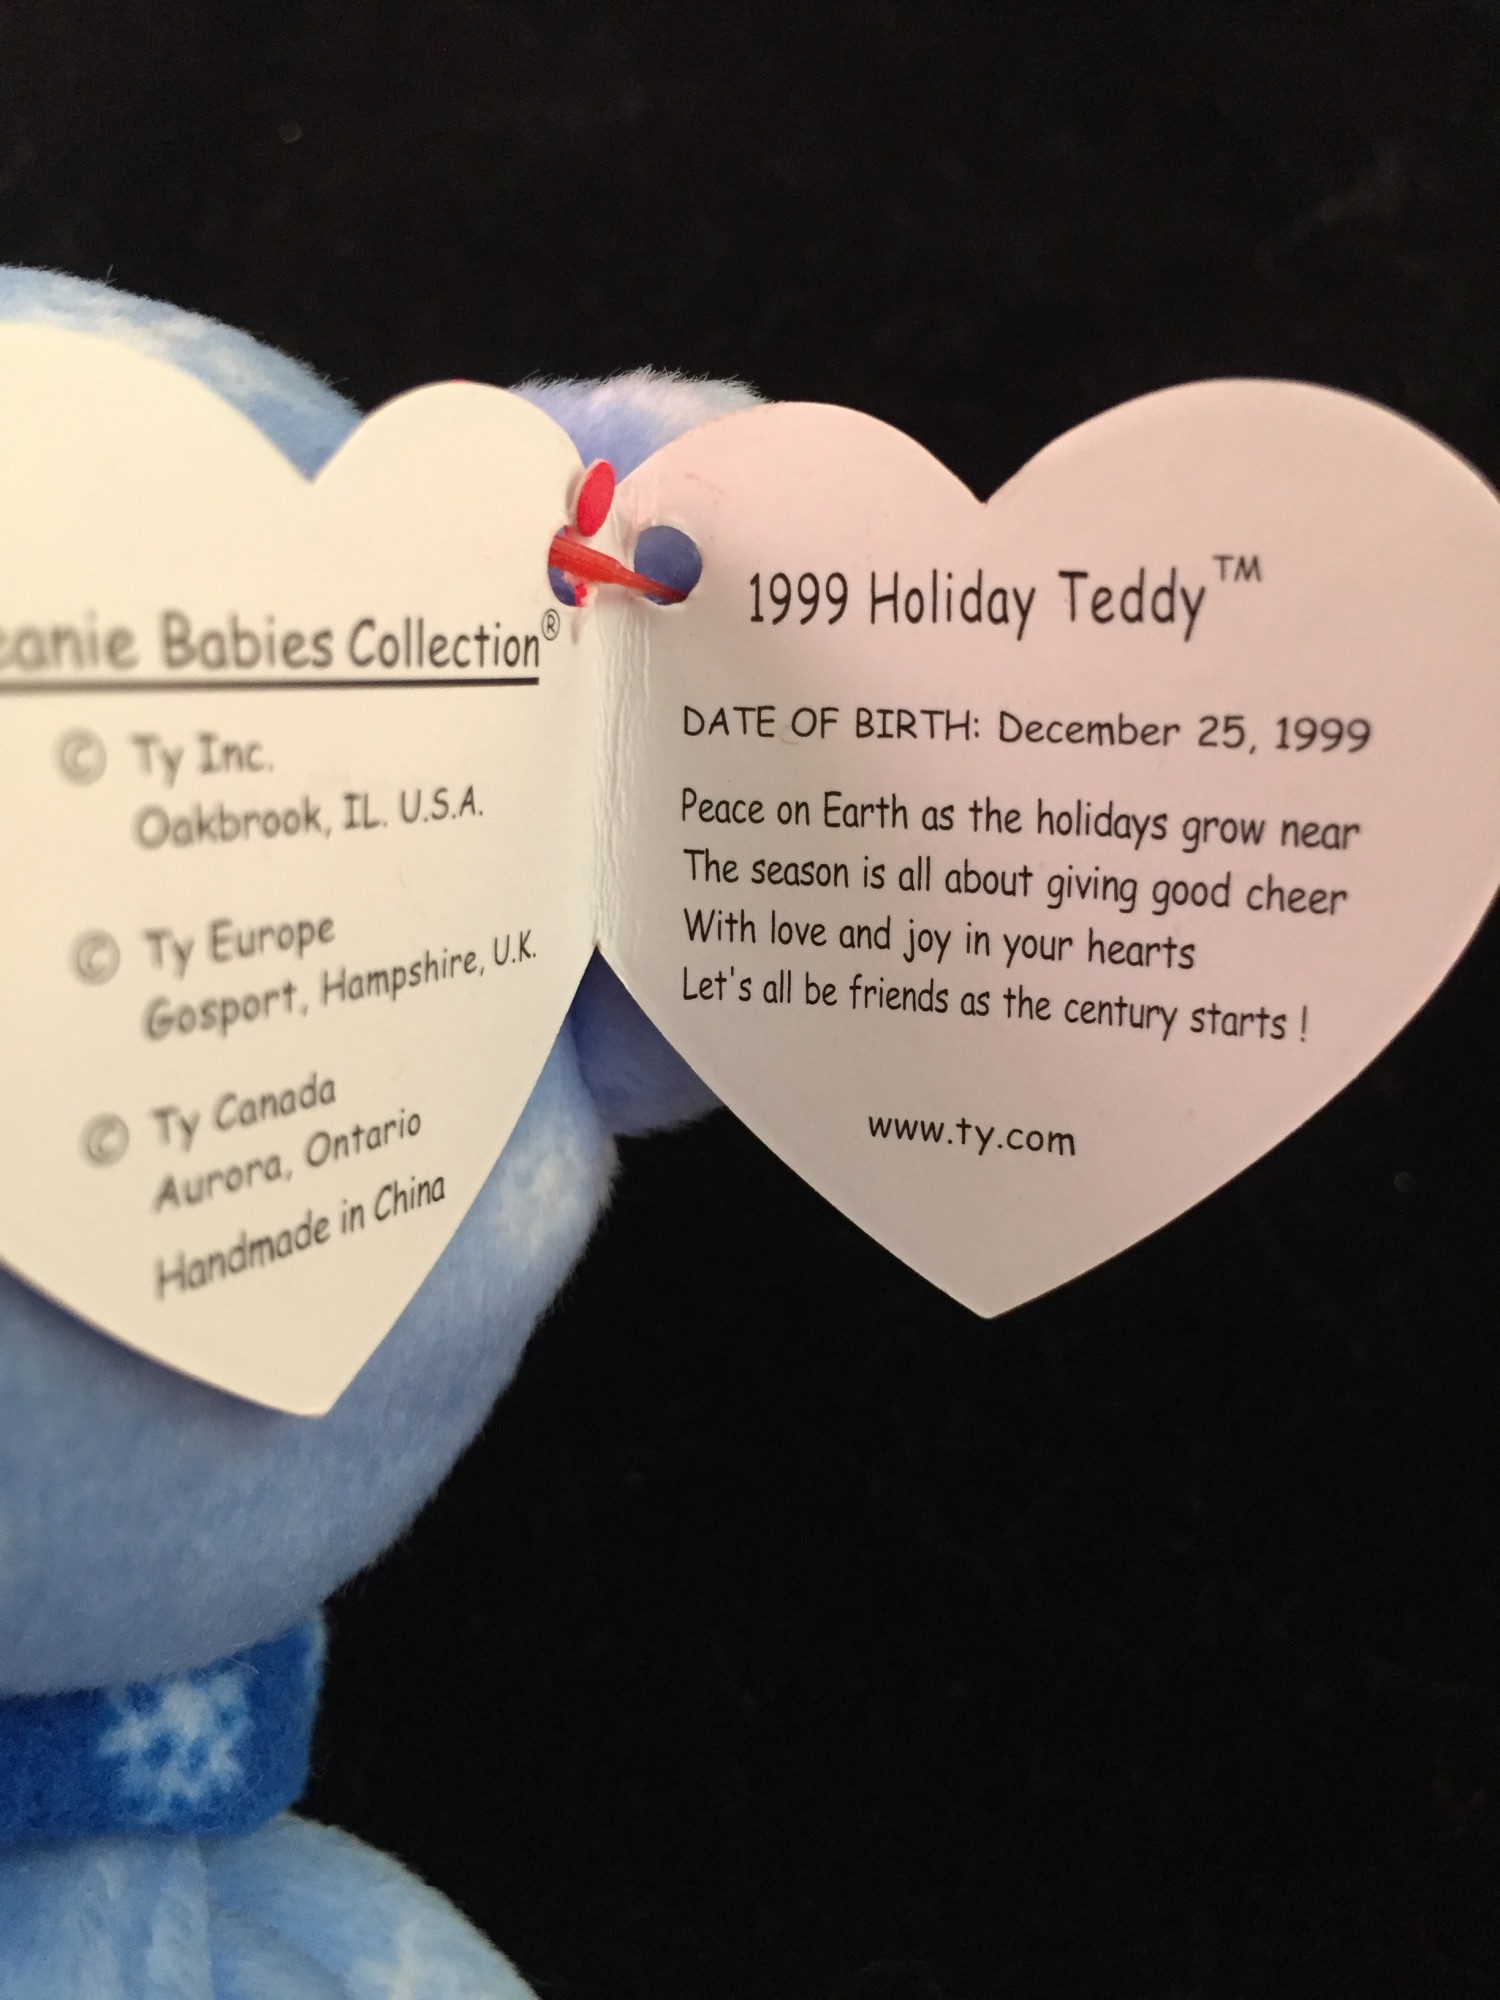 eanie Babies Collection®
© Ty Inc.
Oakbrook, IL. U.S.A.
© Ty Europe
Gosport, Hampshire, U.K.
© Ty Canada
Aurora, Ontario
Handmade in China
1999 Holiday Teddy™
DATE OF BIRTH: December 25, 1999
Peace on Earth as the holidays grow near
The season is all about giving good cheer
With love and joy in your hearts
Let's all be friends as the century starts !
www.ty.com